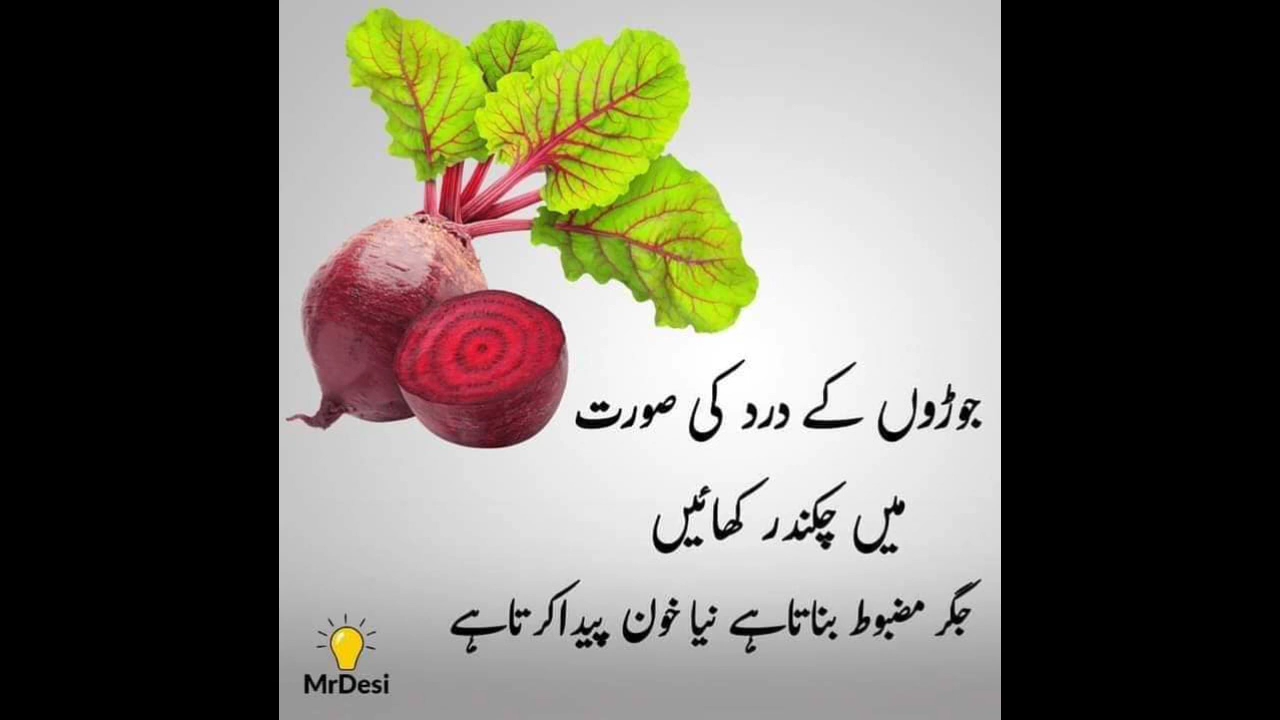 جوڑوں کے درد کی صورت
میں چکندر کھائیں
جگر مضبوط بناتا ہے نیا خون پیدا کرتا ہے
MrDesi